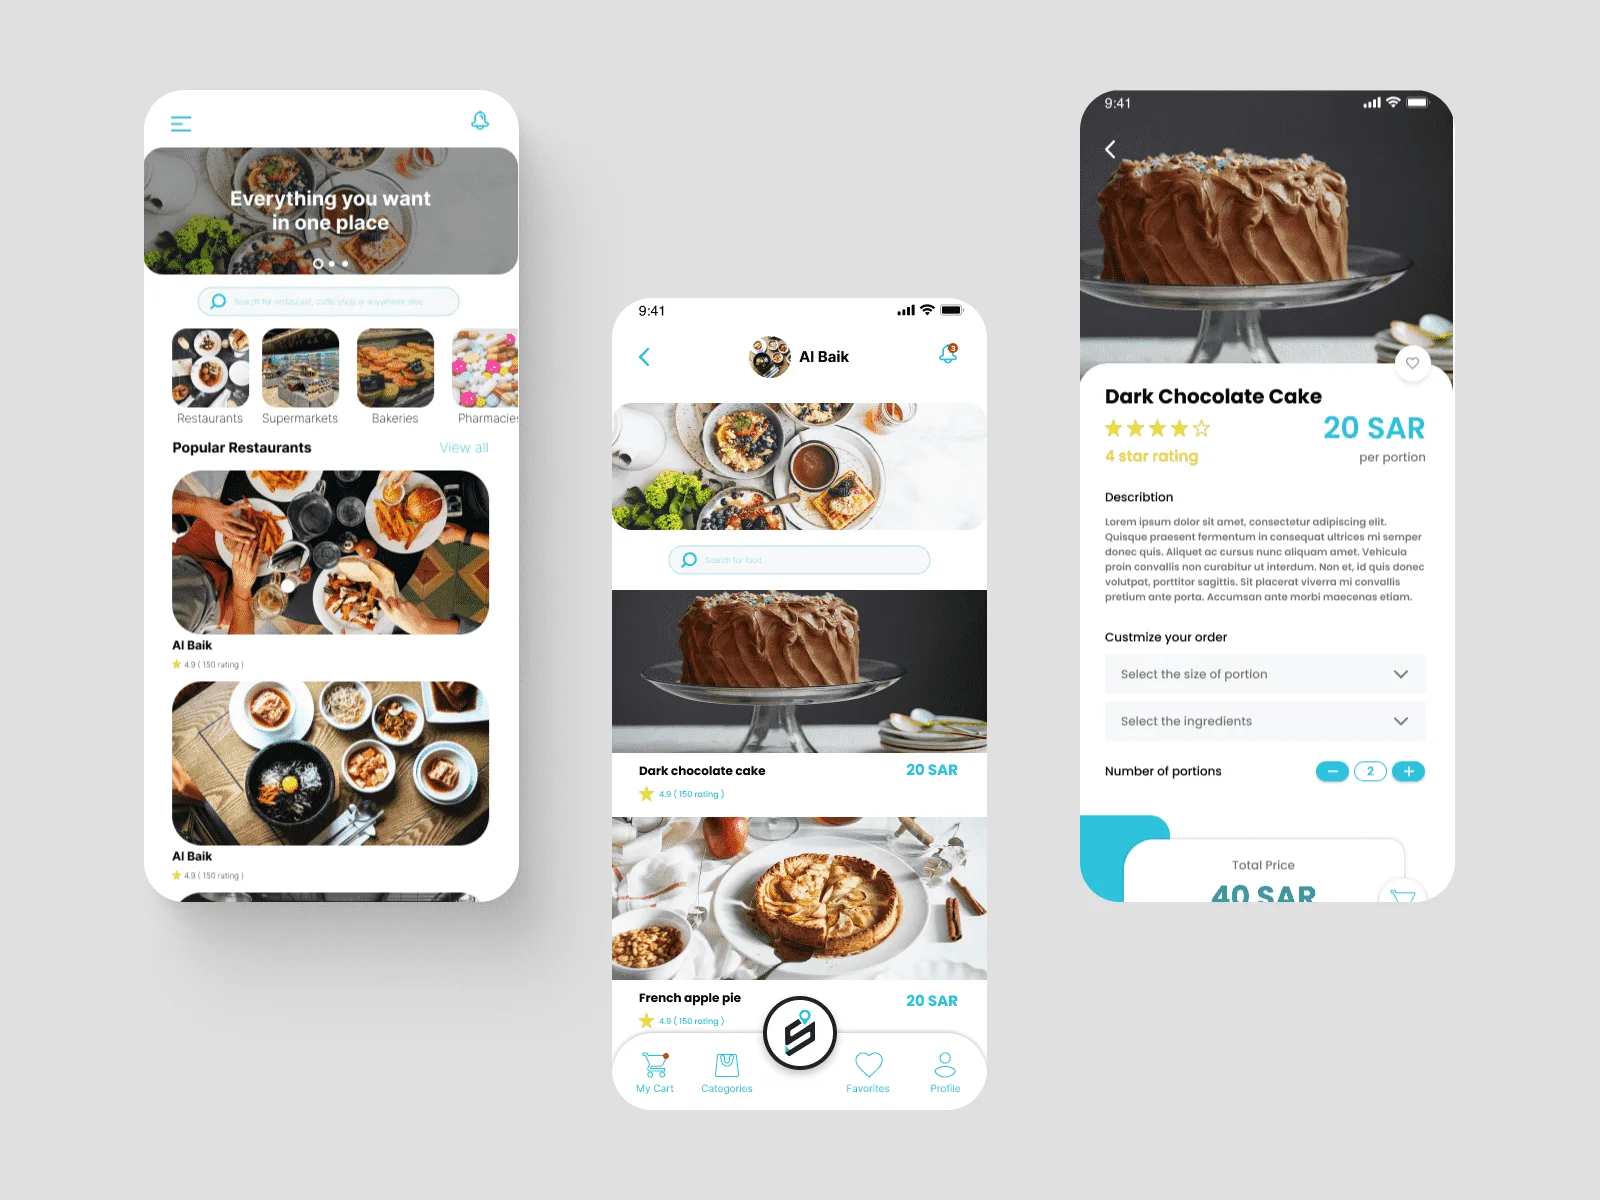 Everything you want
in one place
Search for restaurant, coffe shop or anywhere else
Restaurants
Supermarkets
Bakeries
Pharmacies
Popular Restaurants
View all
Al Baik
4.9 ( 150 rating )
Al Baik
4.9 ( 150 rating )
9:41
Al Baik
3
Search for food
Dark chocolate cake
20 SAR
4.9 ( 150 rating )
French apple pie
20 SAR
4.9 ( 150 rating )
My Cart
Categories
Favorites
Profile
9:41
Dark Chocolate Cake
20 SAR
4 star rating
per portion
Describtion
Lorem ipsum dolor sit amet, consectetur adipiscing elit.
Quisque praesent fermentum in consequat ultrices mi semper
donec quis. Aliquet ac cursus nunc aliquam amet. Vehicula
proin convallis non curabitur ut interdum. Non et, id quis donec
volutpat, porttitor sagittis. Sit placerat viverra mi convallis
pretium ante porta. Accumsan ante morbi maecenas etiam.
Custmize your order
Select the size of portion
Select the ingredients
Number of portions
2
Total Price
40 SAR